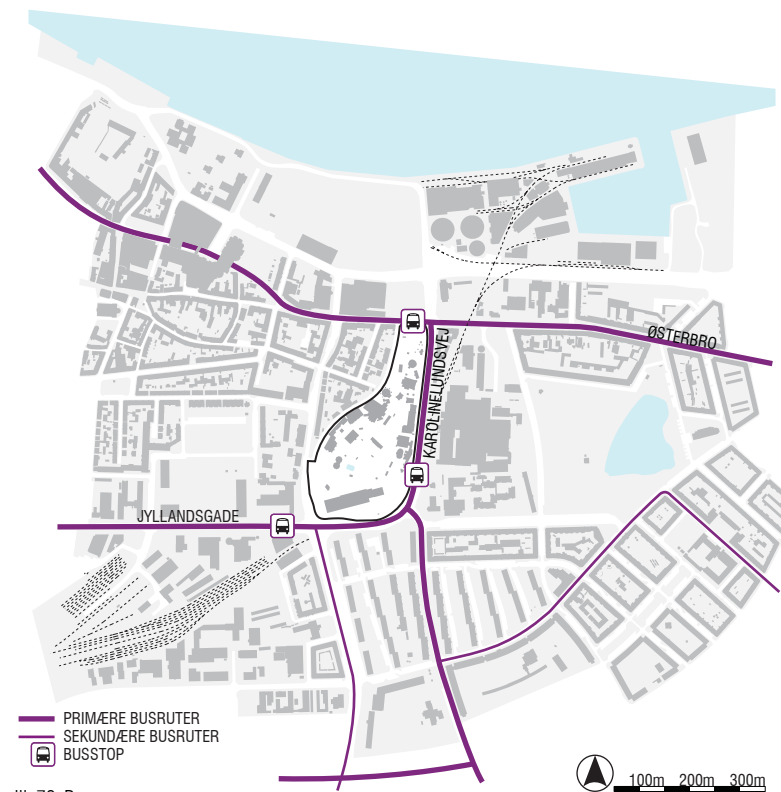 ØSTERBRO
KAROLINELUNDSVEJ
JYLLANDSGADE
PRIMÆRE BUSRUTER
SEKUNDÆRE BUSRUTER
BUSSTOP
100m 200m 300m